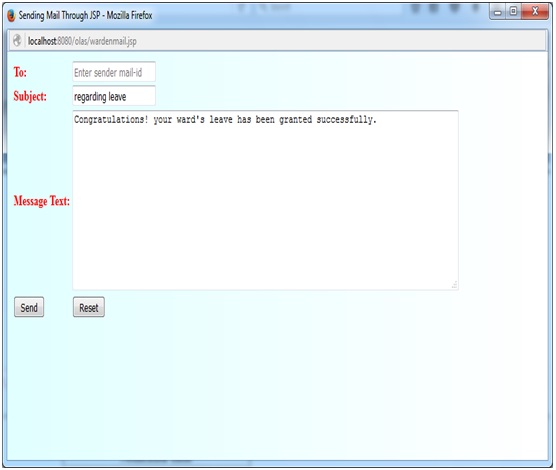 Sending Mail Through JSP - Mozilla Firefox
localhost:8080/olas/wardenmail.jsp
To: Enter sender mail-id
Subject: regarding leave
Congratulations! your ward's leave has been granted successfully.
Message Text:
Send Reset